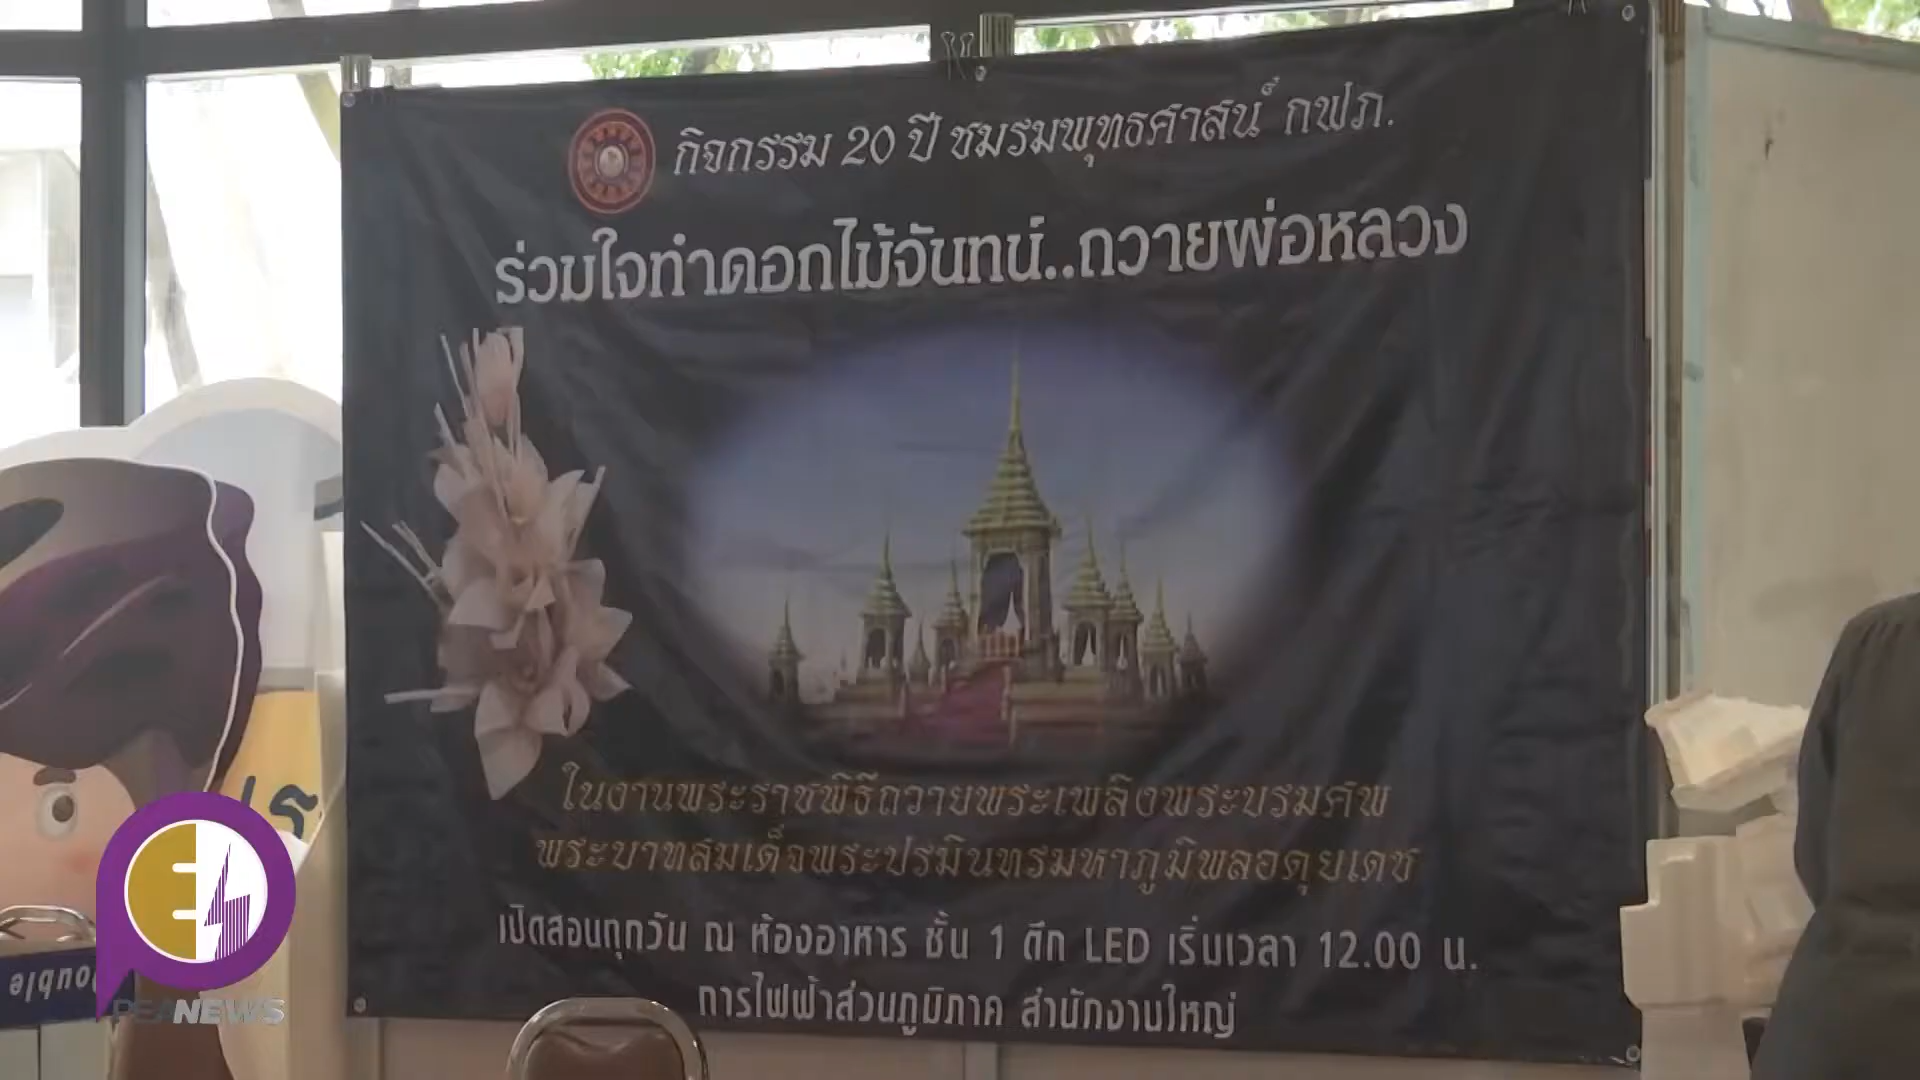 กิจกรรม 20 ปี ชมรมพุทธศาสน์ กฟภ.
ร่วมใจทำดอกไม้จันทน์..ถวายพ่อหลวง
ในงานพระราชพิธีถวายพระเพลิงพระบรมศพ
พระบาทสมเด็จพระปรมินทรมหาภูมิพลอดุยเดช
เปิดสอนทุกวัน ณ ห้องอาหาร ชั้น 1 ตึก LED เริ่มเวลา 12.00 น.
การไฟฟ้าส่วนภูมิภาค สำนักงานใหญ่
PEANEWS